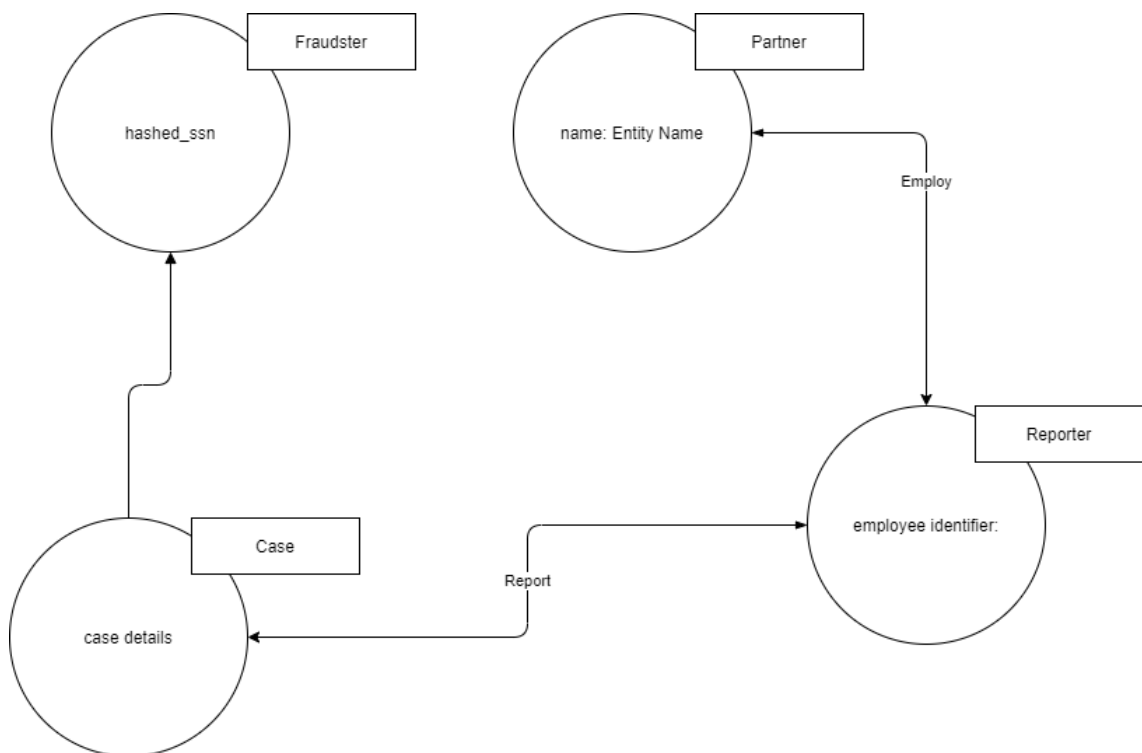 Fraudster
hashed_ssn
Partner
name: Entity Name
Employ
Reporter
employee identifier:
Case
case details
Report